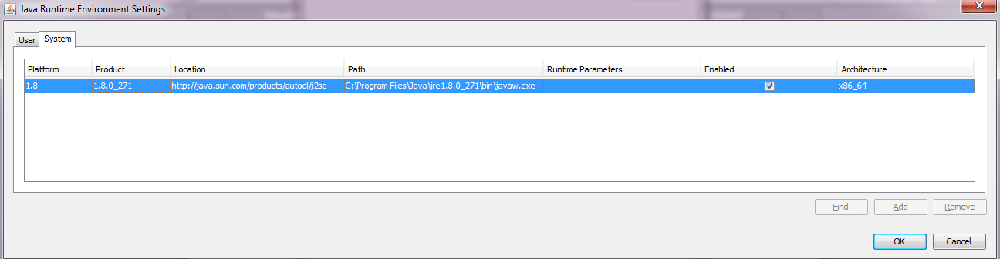 Java Runtime Environment Settings
User System
Platform Product Location Path Runtime Parameters Enabled Architecture
1.8 1.8.0_271 http://java.sun.com/products/autodl/j2se C:\Program Files\Java\jre1.8.0_271\bin\javaw.exe x86_64
Find Add Remove
OK Cancel